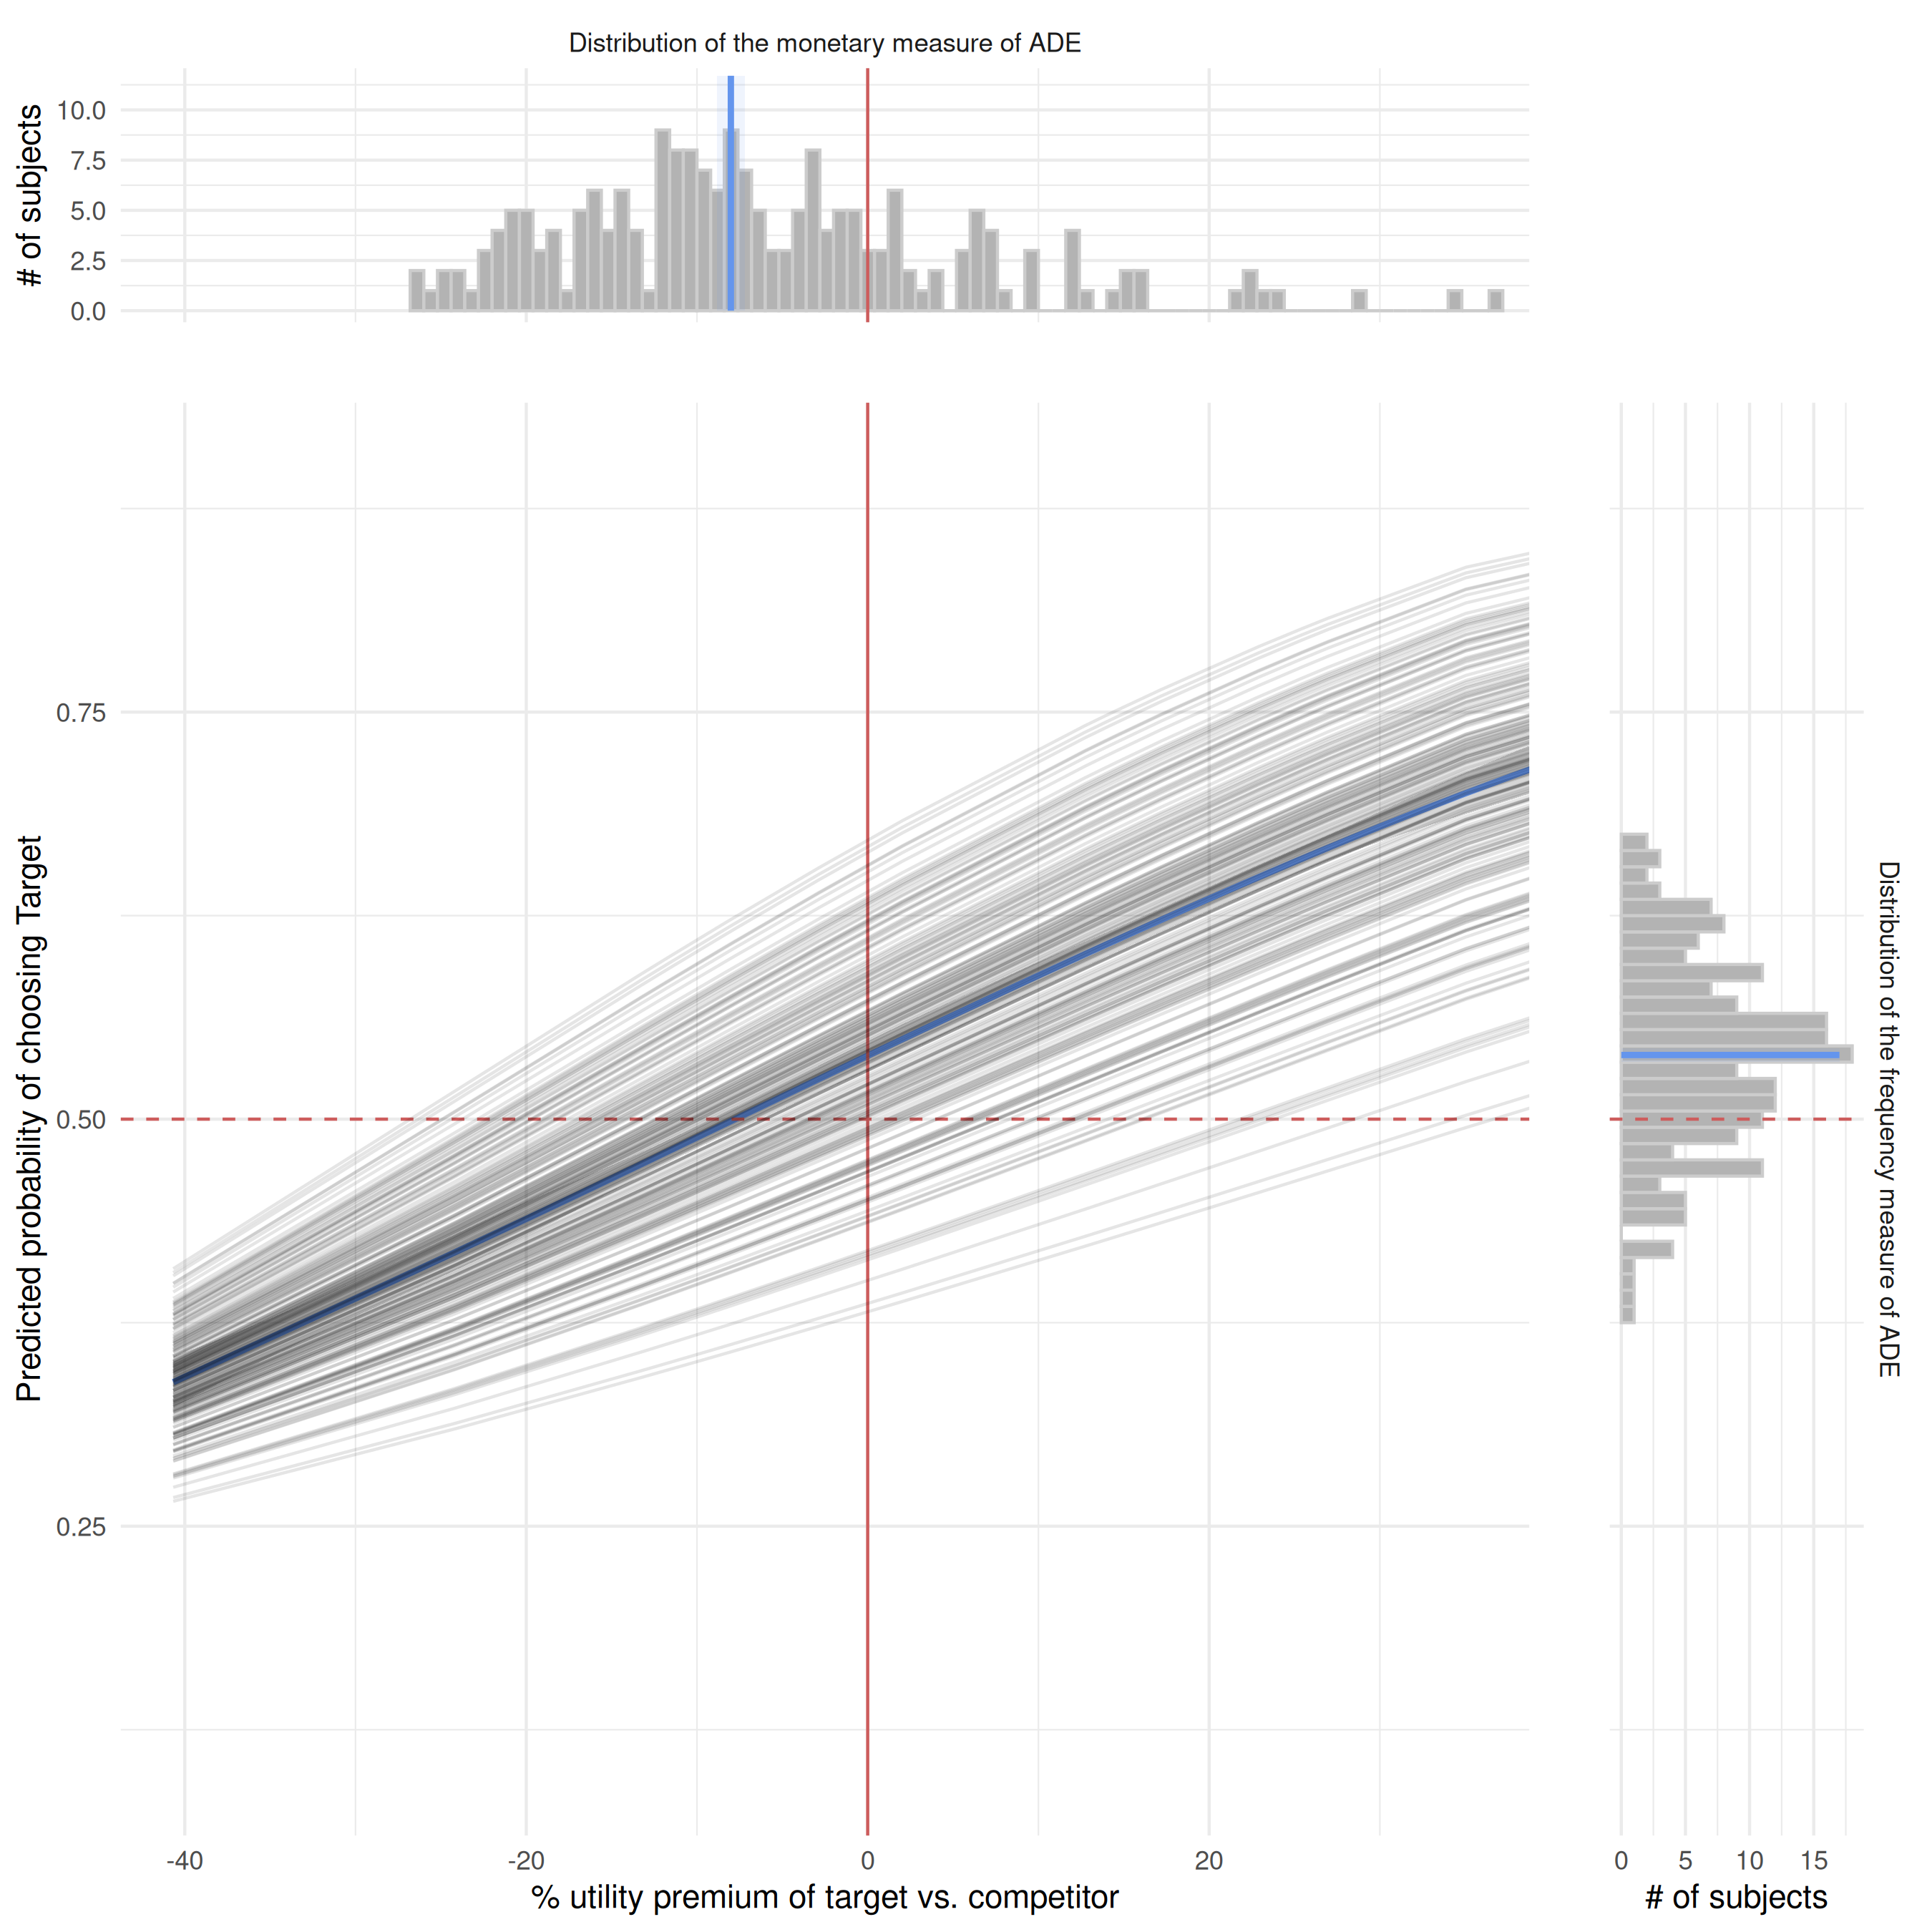 Distribution of the monetary measure of ADE
# of subjects
10.0
7.5
5.0
2.5
0.0
Predicted probability of choosing Target
0.75
0.50
0.25
-40
-20
0
20
% utility premium of target vs. competitor
Distribution of the frequency measure of ADE
0
5
10
15
# of subjects